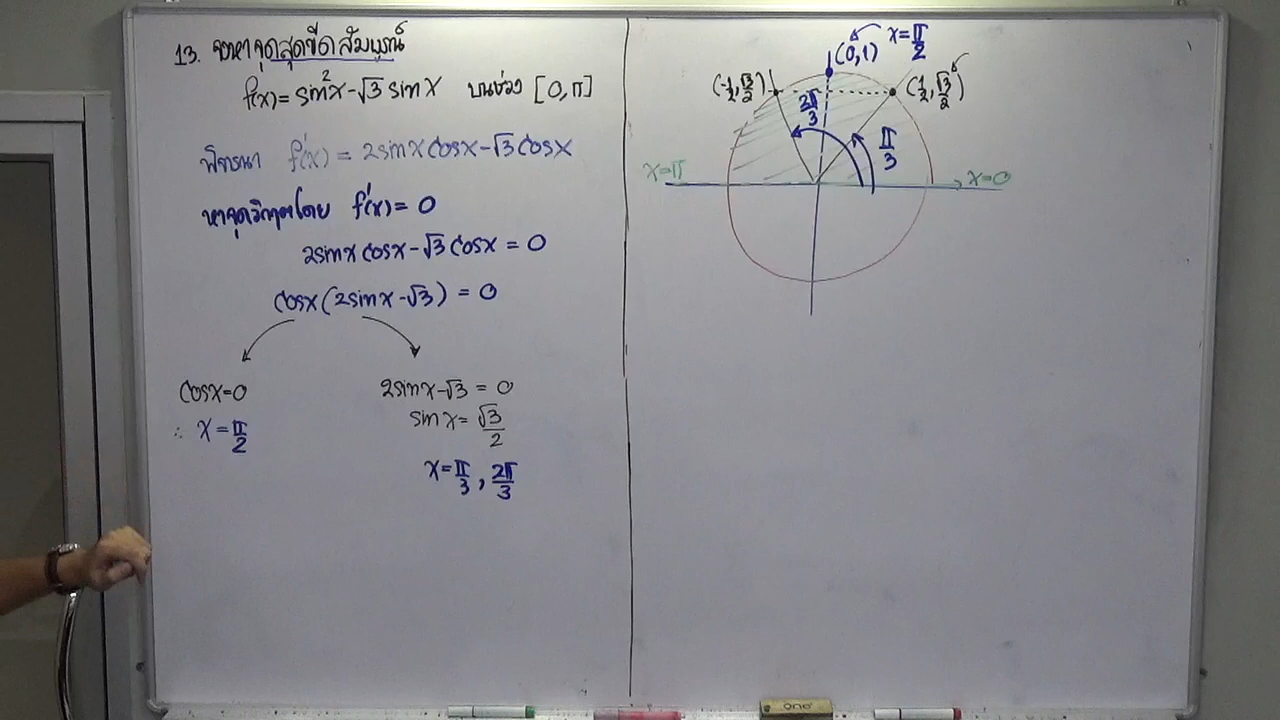 13. จงหาจุดสุดขีดสัมบูรณ์
f(x) = sin²x - √3 sin x บนช่วง [0, π]
พิจารณา f'(x) = 2sin x cos x - √3 cos x
หาจุดวิกฤตโดย f'(x) = 0
2sin x cos x - √3 cos x = 0
cos x (2sin x - √3) = 0
cos x = 0
∴ x = π/2
2sin x - √3 = 0
sin x = √3/2
x = π/3 , 2π/3
(0, 1) x = π/2
(-1/2, √3/2)
(1/2, √3/2)
2π/3
π/3
x = π
x = 0
one